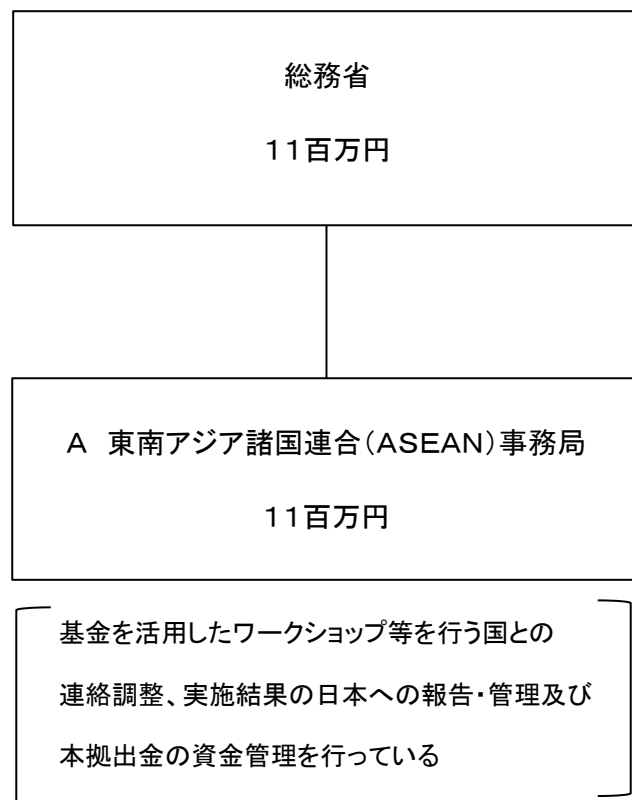 総務省
11百万円
A 東南アジア諸国連合(ASEAN)事務局
11百万円
基金を活用したワークショップ等を行う国との
連絡調整、実施結果の日本への報告・管理及び
本拠出金の資金管理を行っている